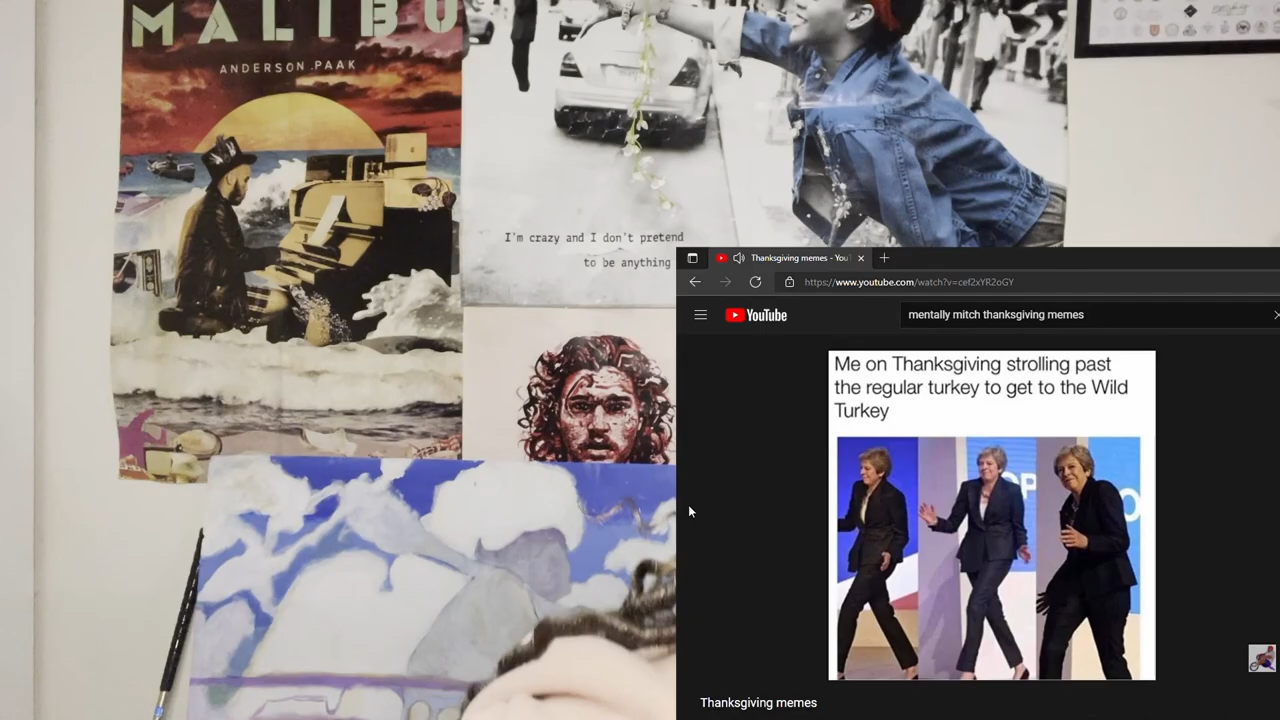 MALIBU
ANDERSON .PAAK
I'm crazy and I don't pretend
to be anything
Thanksgiving memes - You
https://www.youtube.com/watch?v=cef2xYR2oGY
YouTube
mentally mitch thanksgiving memes
Me on Thanksgiving strolling past
the regular turkey to get to the Wild
Turkey
OP
O
Thanksgiving memes